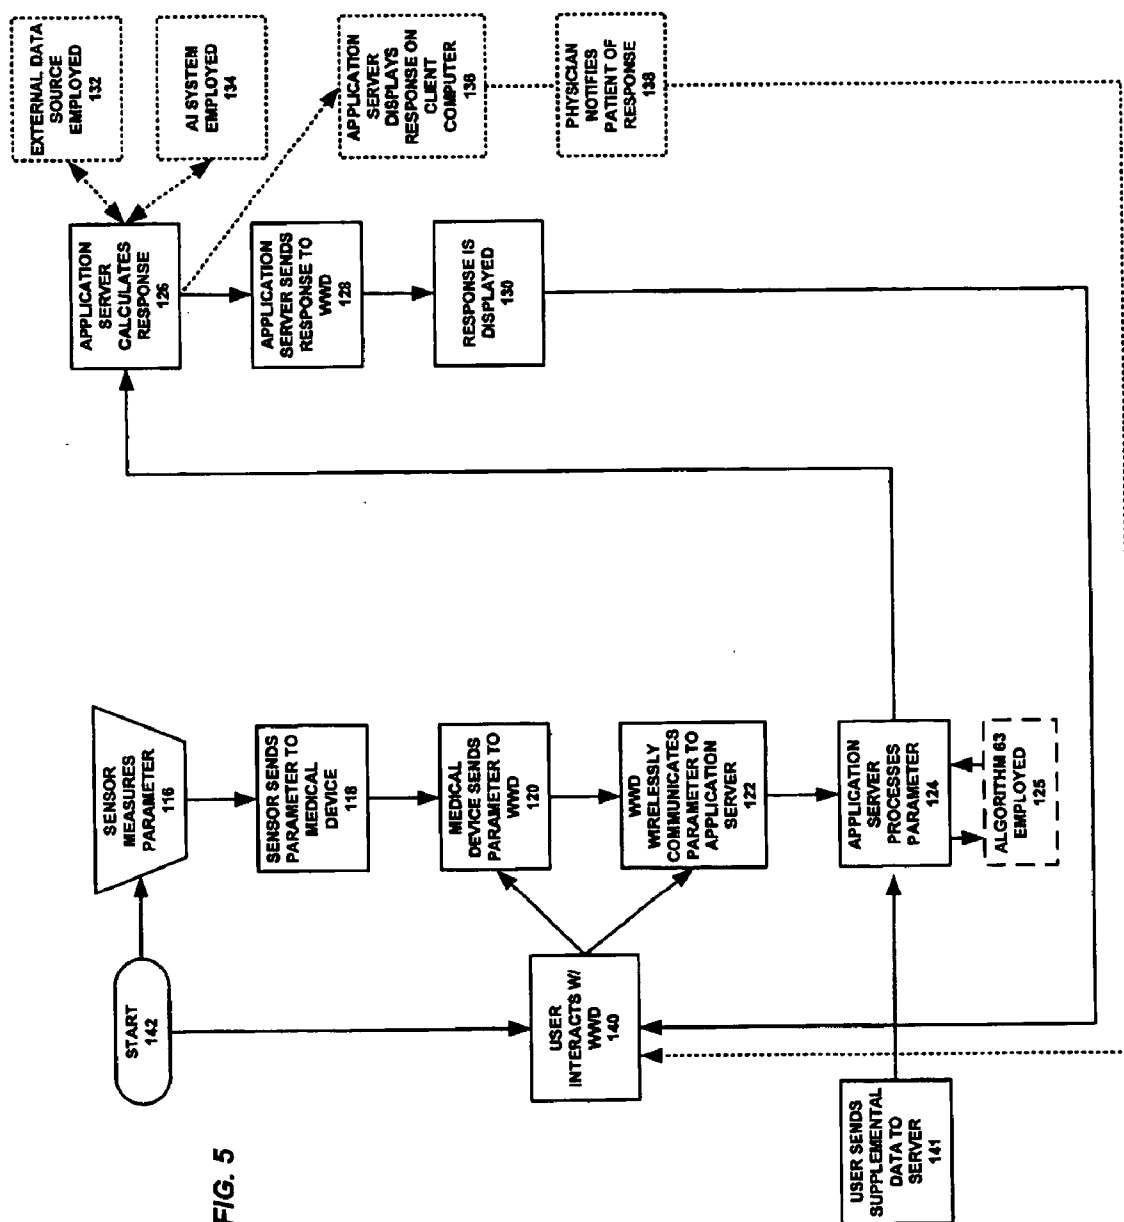 FIG. 5
START
142
SENSOR
MEASURES
PARAMETER
116
SENSOR SENDS
PARAMETER TO
MEDICAL
DEVICE
118
MEDICAL
DEVICE SENDS
PARAMETER TO
WWD
120
WWD
WIRELESSLY
COMMUNICATES
PARAMETER TO
APPLICATION
SERVER
122
APPLICATION
SERVER
PROCESSES
PARAMETER
124
ALGORITHM 63
EMPLOYED
125
USER
INTERACTS W/
WWD
140
USER SENDS
SUPPLEMENTAL
DATA TO
SERVER
141
APPLICATION
SERVER
CALCULATES
RESPONSE
126
APPLICATION
SERVER SENDS
RESPONSE TO
WWD
128
RESPONSE IS
DISPLAYED
130
EXTERNAL DATA
SOURCE
EMPLOYED
132
AI SYSTEM
EMPLOYED
134
APPLICATION
SERVER
DISPLAYS
RESPONSE ON
CLIENT
COMPUTER
136
PHYSICIAN
NOTIFIES
PATIENT OF
RESPONSE
138